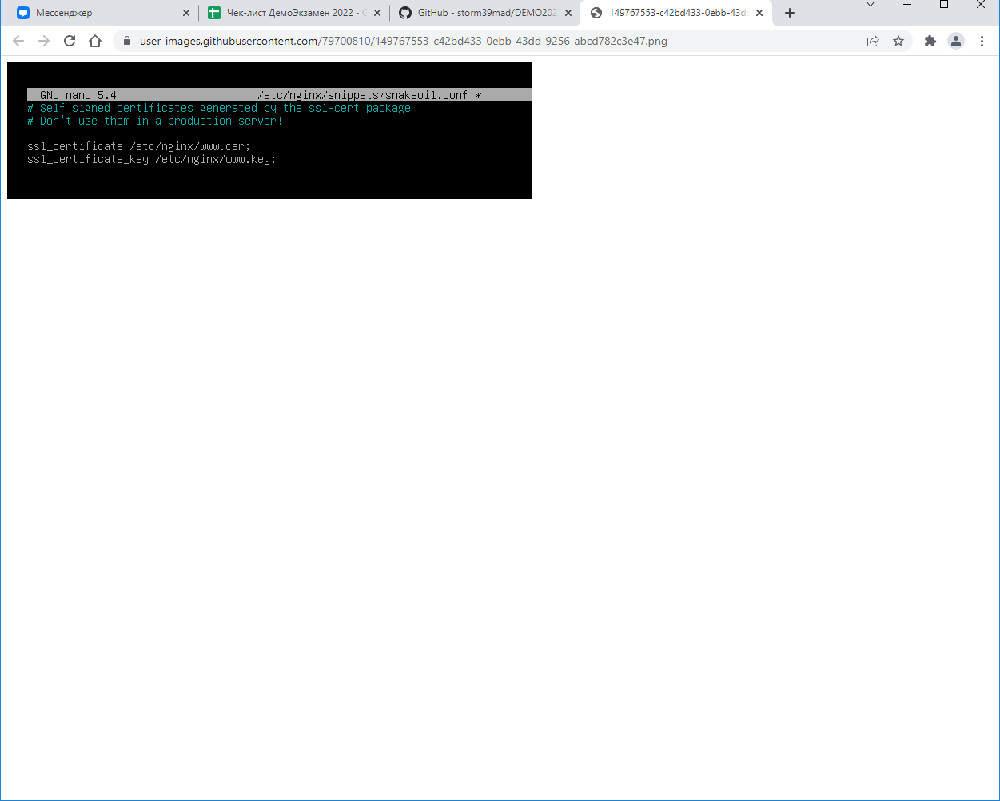 Мессенджер
Чек-лист ДемоЭкзамен 2022 - G
GitHub - storm39mad/DEMO202
149767553-c42bd433-0ebb-43d
user-images.githubusercontent.com/79700810/149767553-c42bd433-0ebb-43dd-9256-abcd782c3e47.png
GNU nano 5.4 /etc/nginx/snippets/snakeoil.conf *
# Self signed certificates generated by the ssl-cert package
# Don't use them in a production server!
ssl_certificate /etc/nginx/www.cer;
ssl_certificate_key /etc/nginx/www.key;